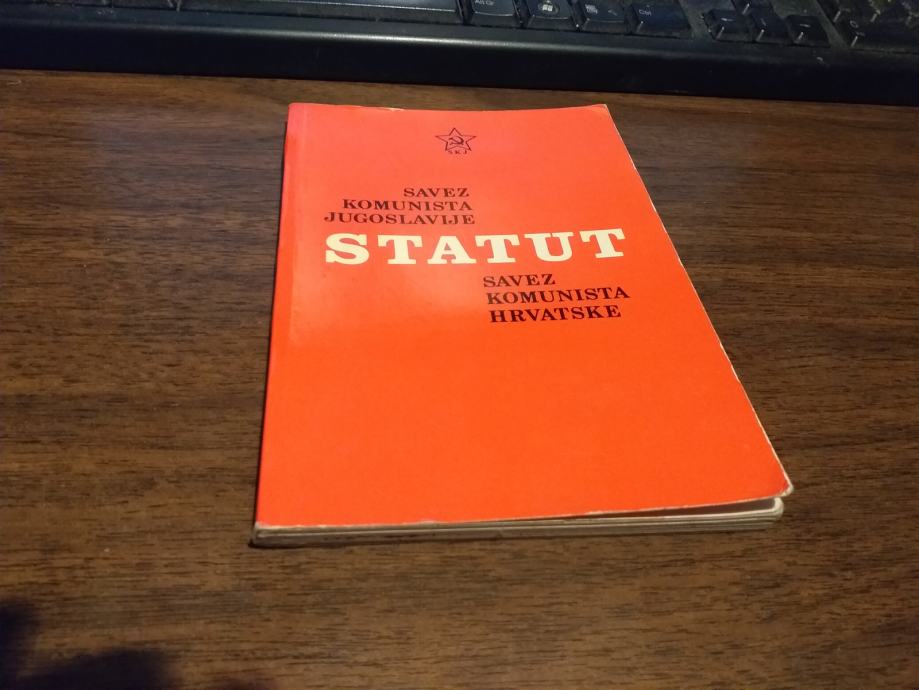 SKJ
SAVEZ
KOMUNISTA
JUGOSLAVIJE
STATUT
SAVEZ
KOMUNISTA
HRVATSKE